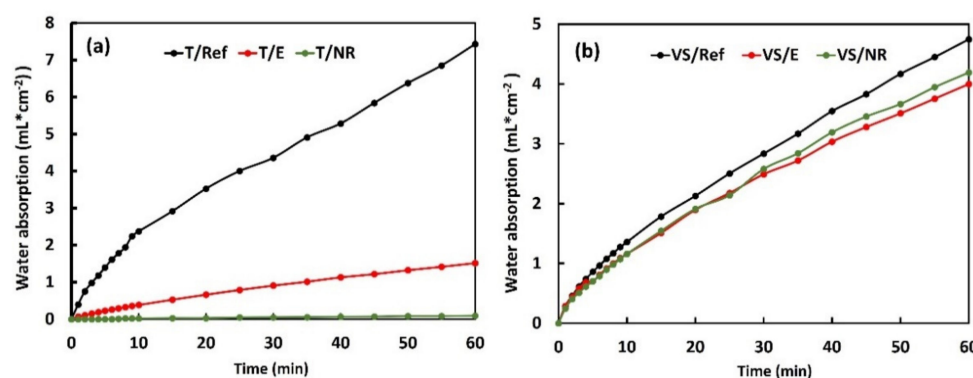 (a)
T/Ref T/E T/NR
Water absorption (mL*cm-2))
8
7
6
5
4
3
2
1
0
0 10 20 30 40 50 60
Time (min)
(b)
VS/Ref VS/E VS/NR
Water absorption (mL*cm-2)
5
4
3
2
1
0
0 10 20 30 40 50 60
Time (min)